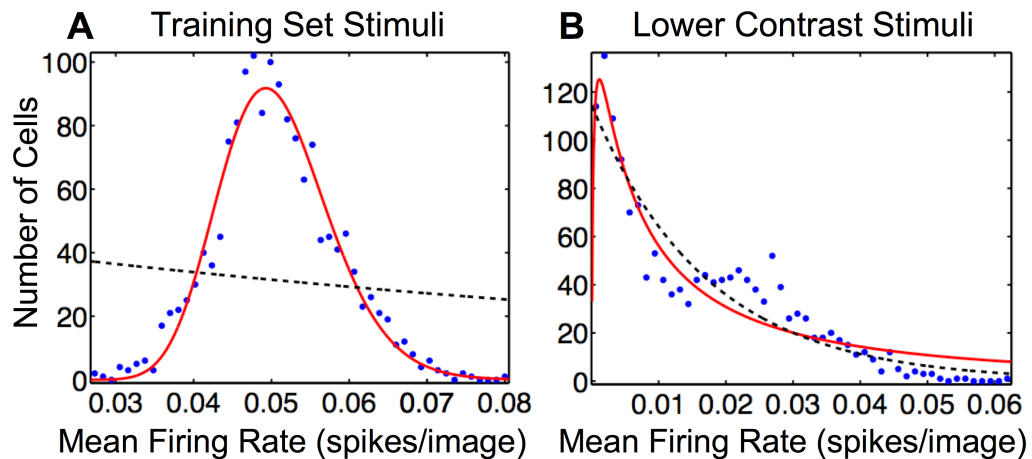 A Training Set Stimuli
Number of Cells
100
80
60
40
20
0
0.03 0.04 0.05 0.06 0.07 0.08
Mean Firing Rate (spikes/image)
B Lower Contrast Stimuli
120
100
80
60
40
20
0
0.01 0.02 0.03 0.04 0.05 0.06
Mean Firing Rate (spikes/image)